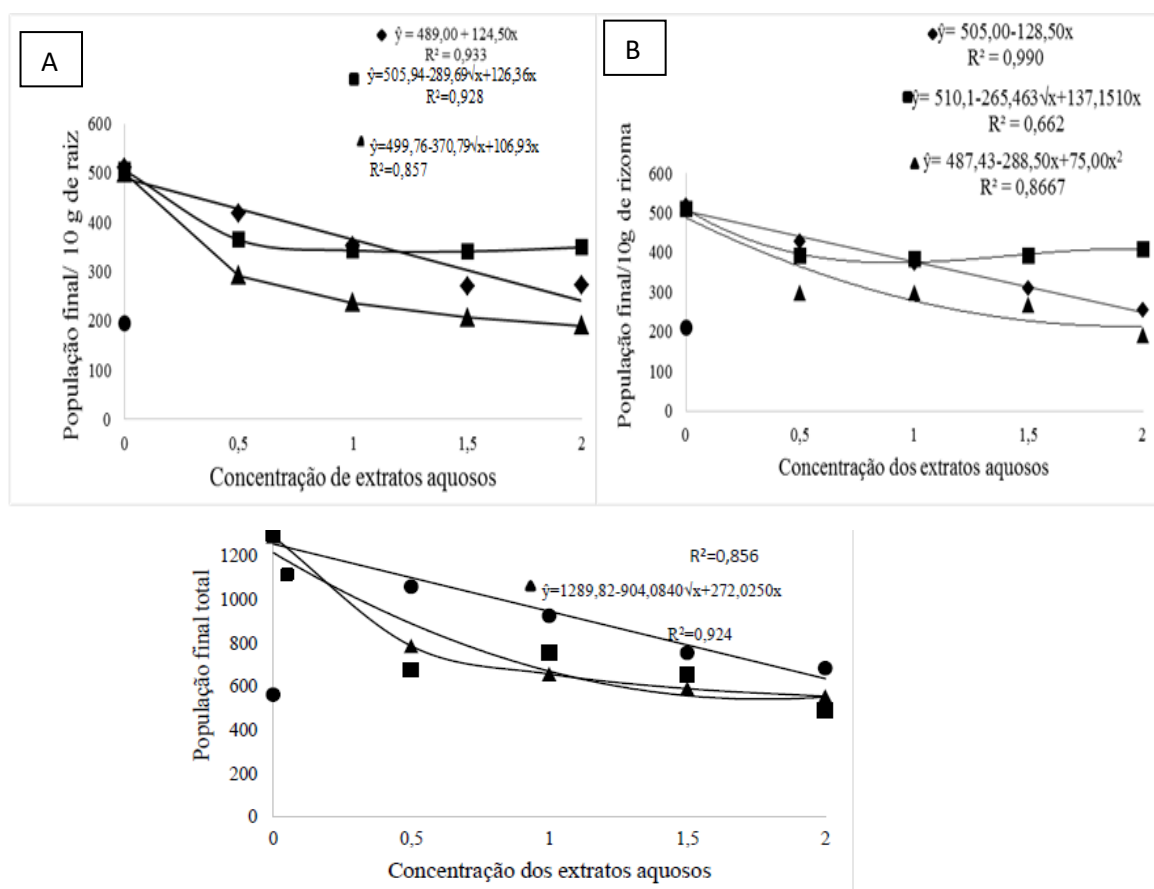 A
ŷ = 489,00 + 124,50x
R² = 0,933
ŷ=505,94-289,69√x+126,36x
R²=0,928
ŷ=499,76-370,79√x+106,93x
R²=0,857
População final/ 10 g de raiz
600
500
400
300
200
100
0
0 0,5 1 1,5 2
Concentração de extratos aquosos
B
ŷ= 505,00-128,50x
R² = 0,990
ŷ= 510,1-265,463√x+137,1510x
R² = 0,662
ŷ= 487,43-288,50x+75,00x²
R² = 0,8667
População final/10g de rizoma
600
500
400
300
200
100
0
0 0,5 1 1,5 2
Concentração dos extratos aquosos
R²=0,856
ŷ=1289,82-904,0840√x+272,0250x
R²=0,924
População final total
1200
1000
800
600
400
200
0
0 0,5 1 1,5 2
Concentração dos extratos aquosos